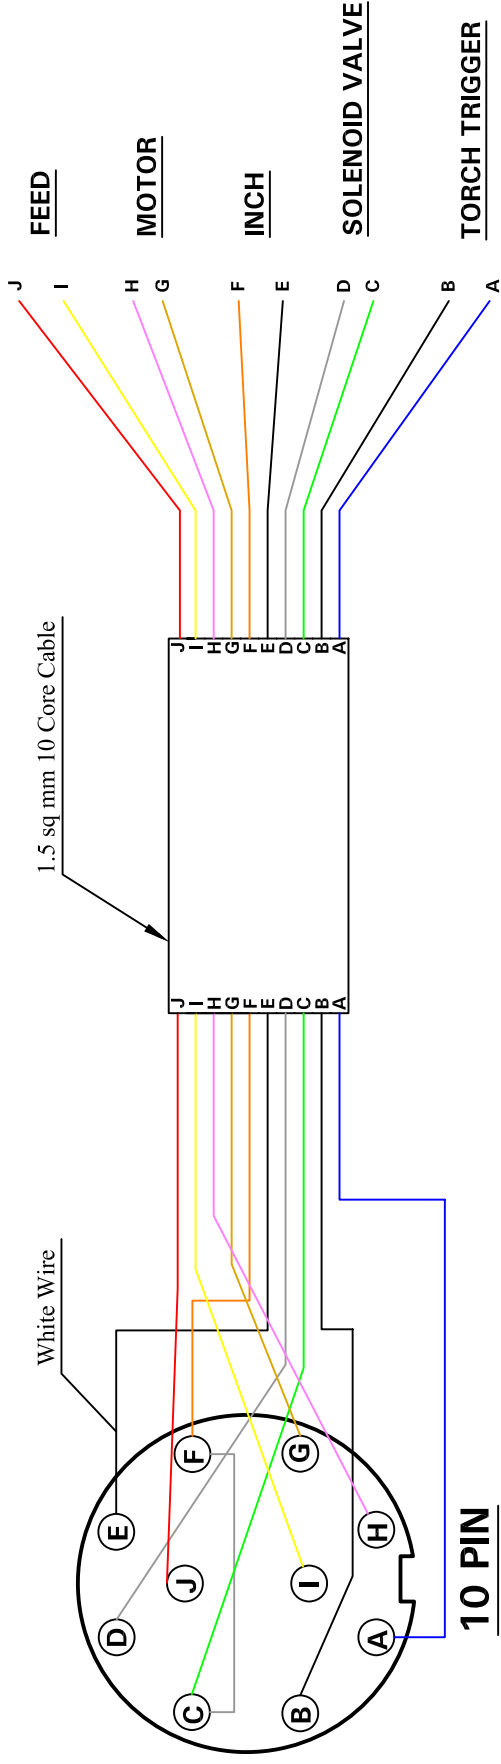 FEED
MOTOR
INCH
SOLENOID VALVE
TORCH TRIGGER
J
I
H
G
F
E
D
C
B
A
1.5 sq mm 10 Core Cable
J
I
H
G
F
E
D
C
B
A
J
I
H
G
F
E
D
C
B
A
White Wire
E
F
D
J
G
C
I
H
B
A
10 PIN